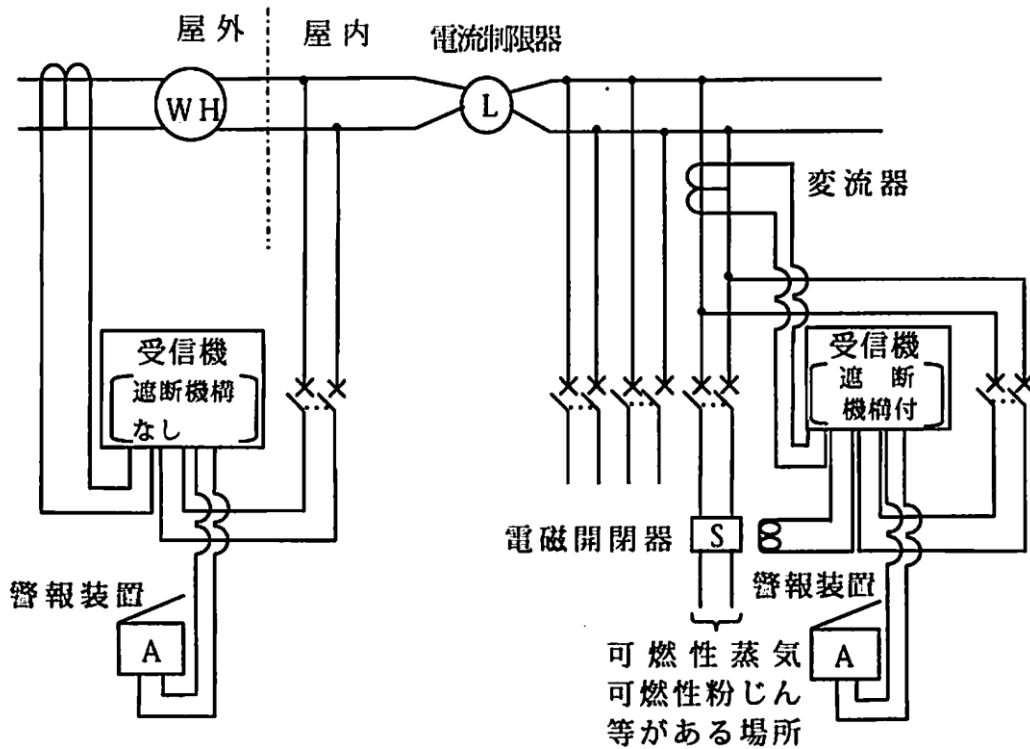 屋外
屋内
電流制限器
WH
L
変流器
受信機
遮断機構
なし
受信機
遮断
機構付
電磁開閉器
S
警報装置
A
警報装置
A
可燃性蒸気
可燃性粉じん
等がある場所